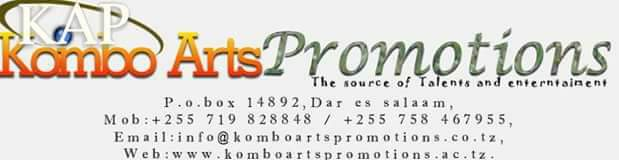 KAP
Kombo Arts Promotions
The source of Talents and enterntaiment
P.o.box 14892,Dar es salaam,
Mob:+255 719 828848 / +255 758 467955,
Email:info@komboartspromotions.co.tz,
Web:www.komboartspromotions.ac.tz.